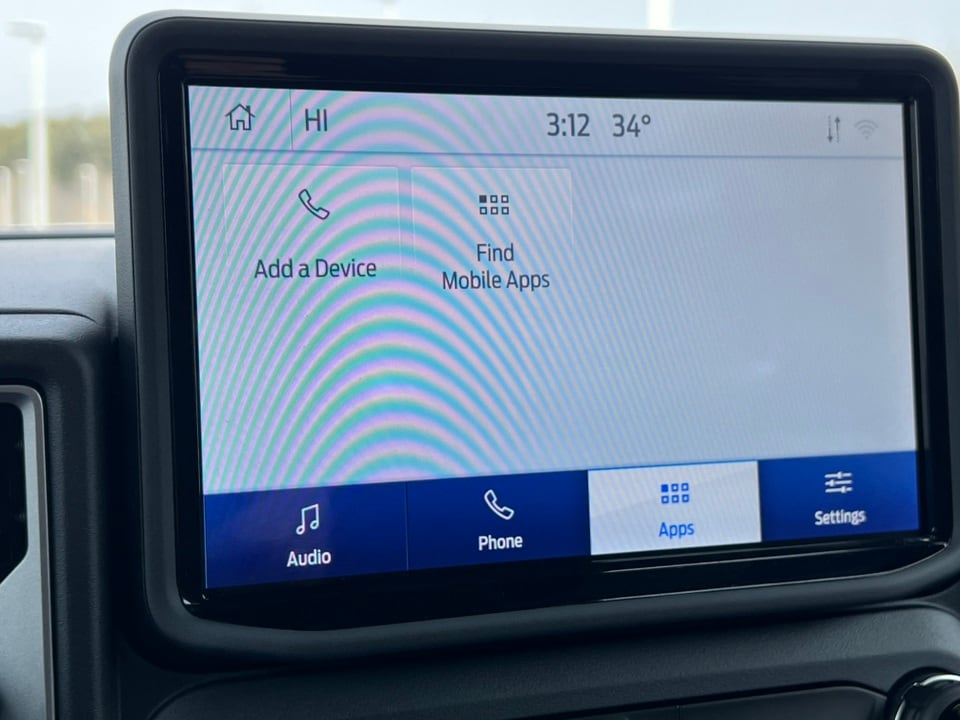 HI 3:12 34°
Add a Device
Find
Mobile Apps
Audio
Phone
Apps
Settings